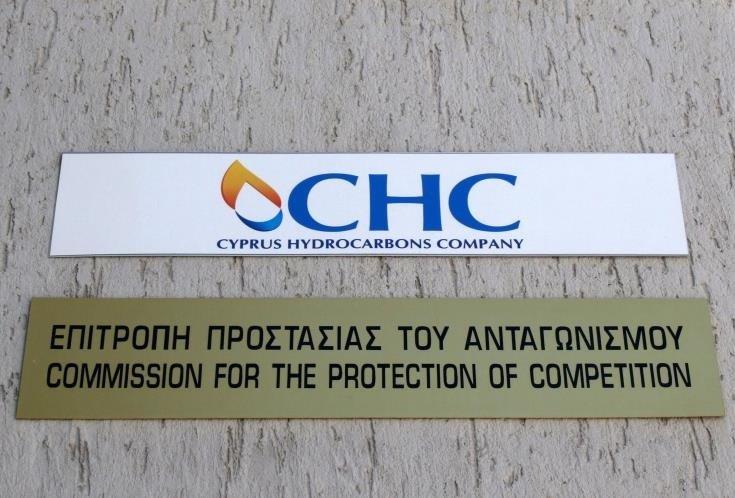 CHC
CYPRUS HYDROCARBONS COMPANY
ΕΠΙΤΡΟΠΗ ΠΡΟΣΤΑΣΙΑΣ ΤΟΥ ΑΝΤΑΓΩΝΙΣΜΟΥ
COMMISSION FOR THE PROTECTION OF COMPETITION